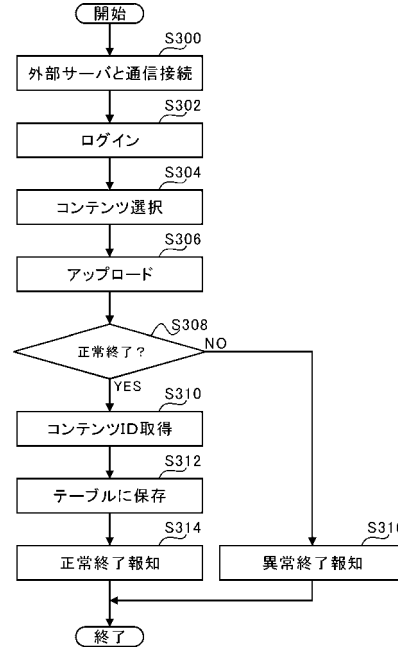 開始
S300
外部サーバと通信接続
S302
ログイン
S304
コンテンツ選択
S306
アップロード
S308
正常終了？
NO
YES
S310
コンテンツID取得
S312
テーブルに保存
S314
正常終了報知
S316
異常終了報知
終了